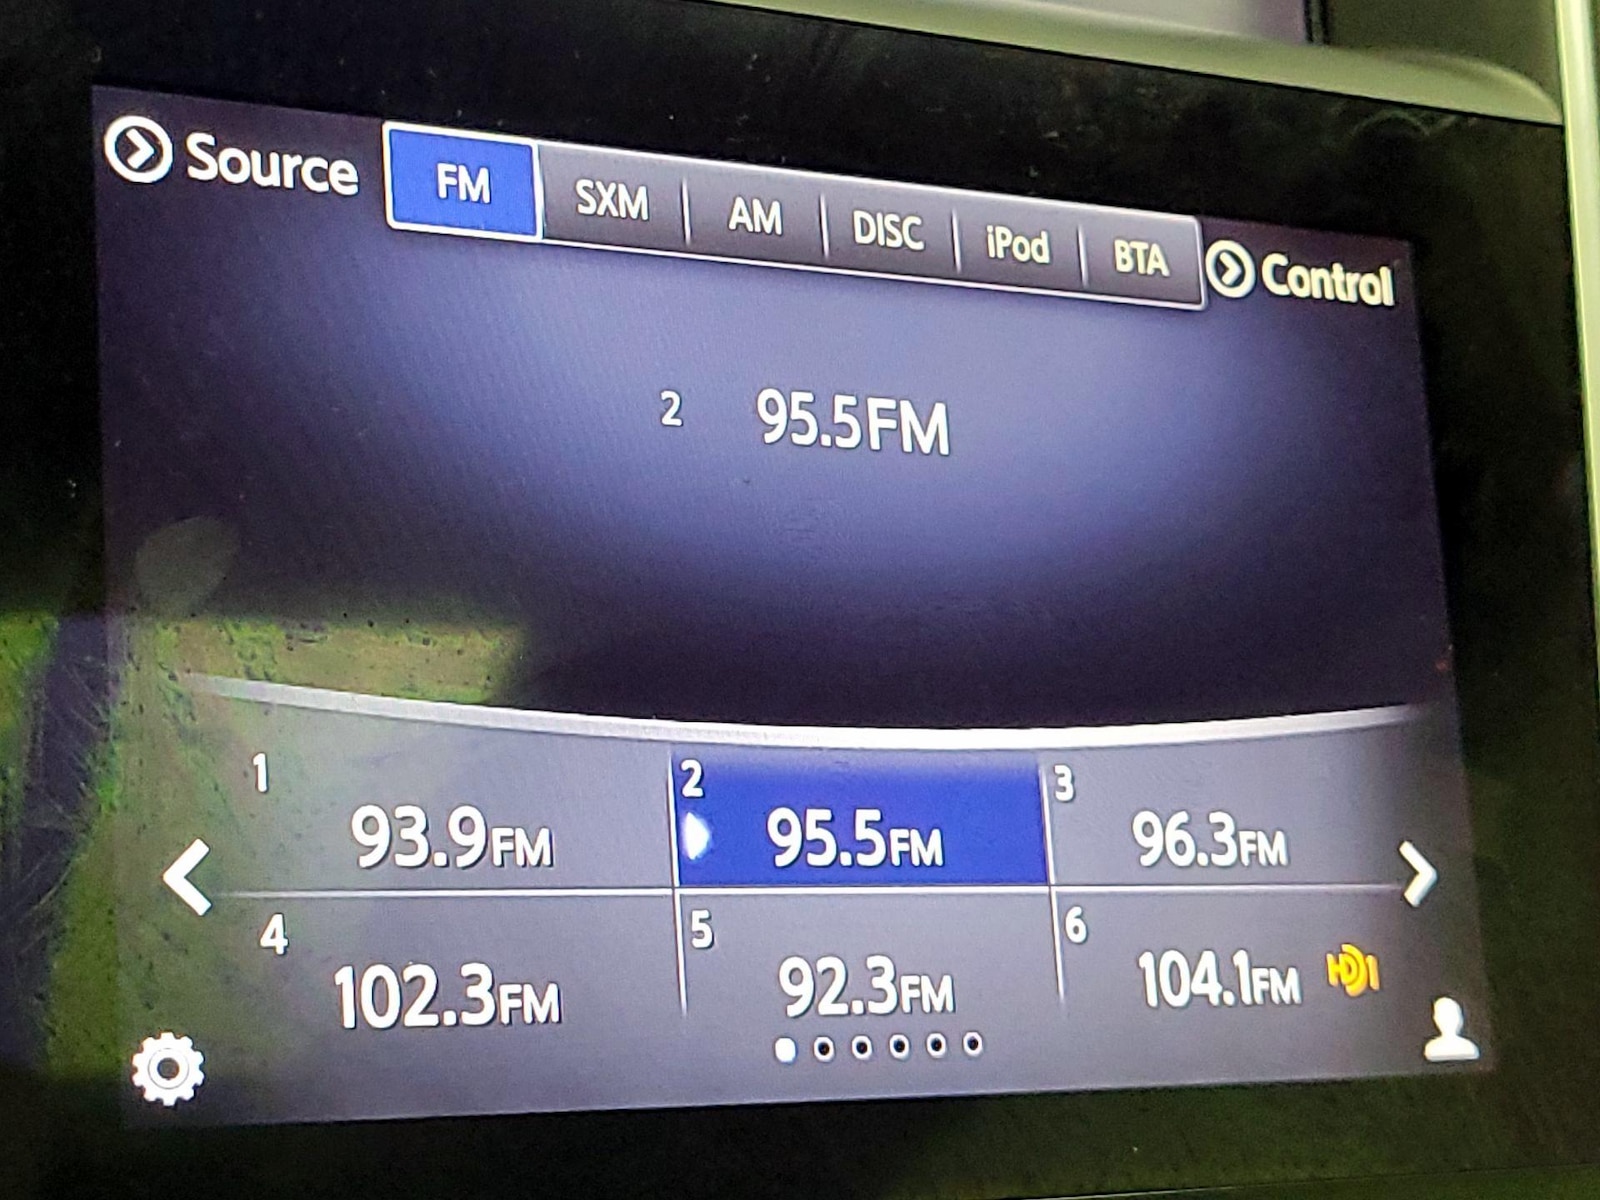 Source FM SXM AM DISC iPod BTA Control
2 95.5FM
1 2 3
93.9FM 95.5FM 96.3FM
4 5 6
102.3FM 92.3FM 104.1FM HD1